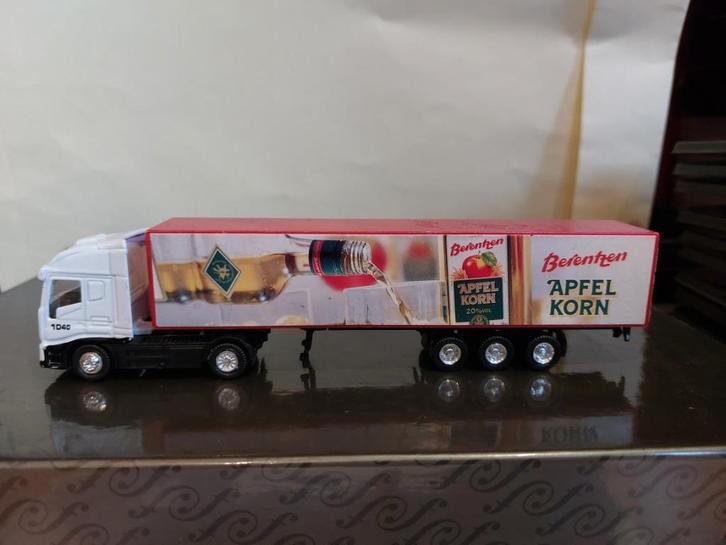 1040
Berentzen
APFEL
KORN
20%VOL
Berentzen
APFEL
KORN